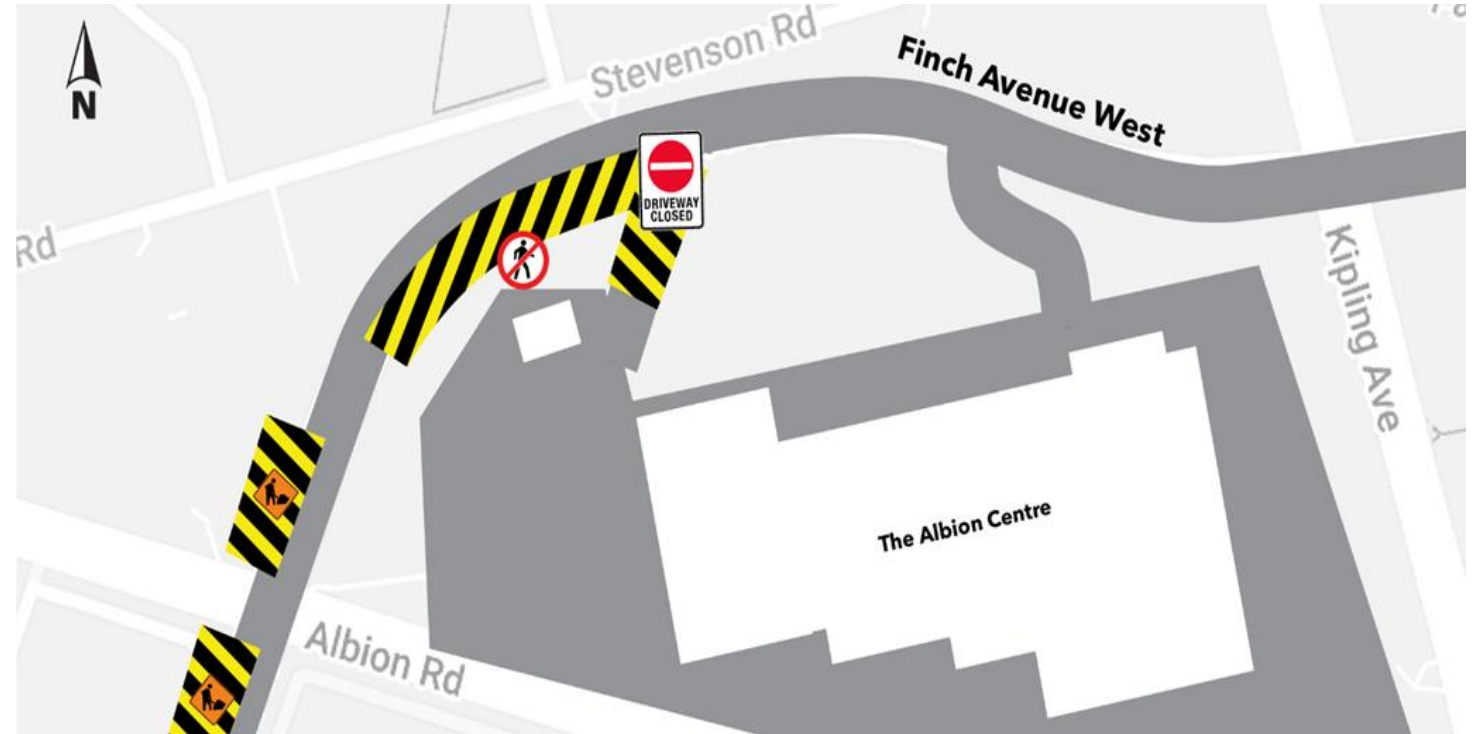 N
Stevenson Rd
Finch Avenue West
DRIVEWAY
CLOSED
Rd
Kipling Ave
The Albion Centre
Albion Rd